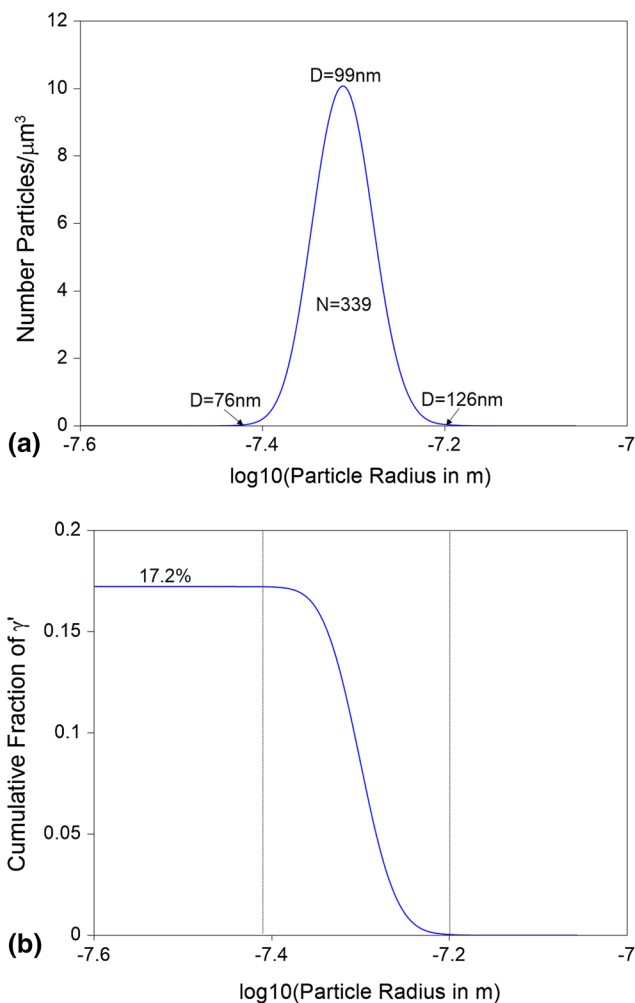 12
10
8
6
4
2
0
Number Particles/μm³
D=99nm
N=339
D=76nm
D=126nm
-7.6
-7.4
-7.2
-7
log10(Particle Radius in m)
(a)
0.2
0.15
0.1
0.05
0
Cumulative Fraction of γ'
17.2%
-7.6
-7.4
-7.2
-7
log10(Particle Radius in m)
(b)